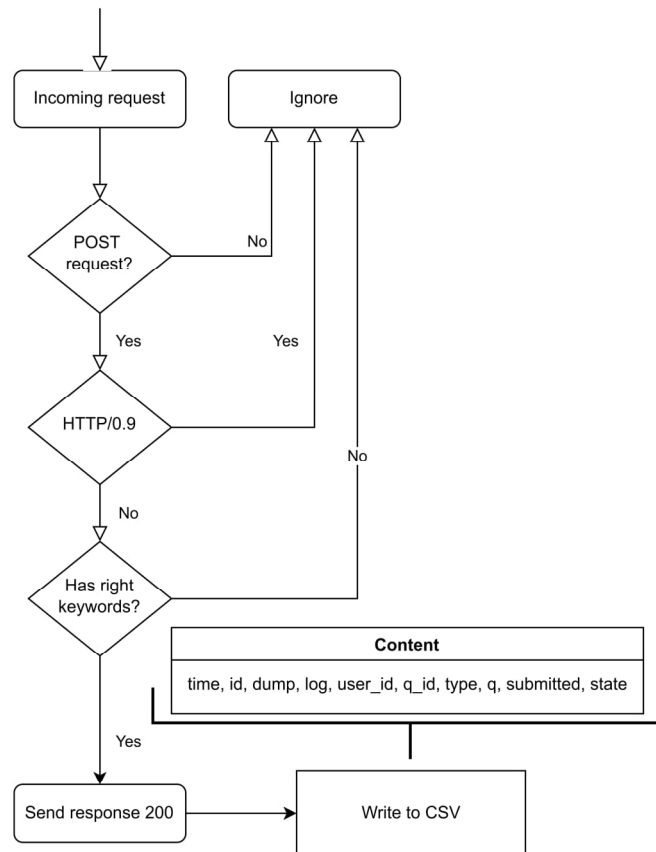 Incoming request
Ignore
POST
request?
No
Yes
Yes
HTTP/0.9
No
No
Has right
keywords?
Content
time, id, dump, log, user_id, q_id, type, q, submitted, state
Yes
Send response 200
Write to CSV